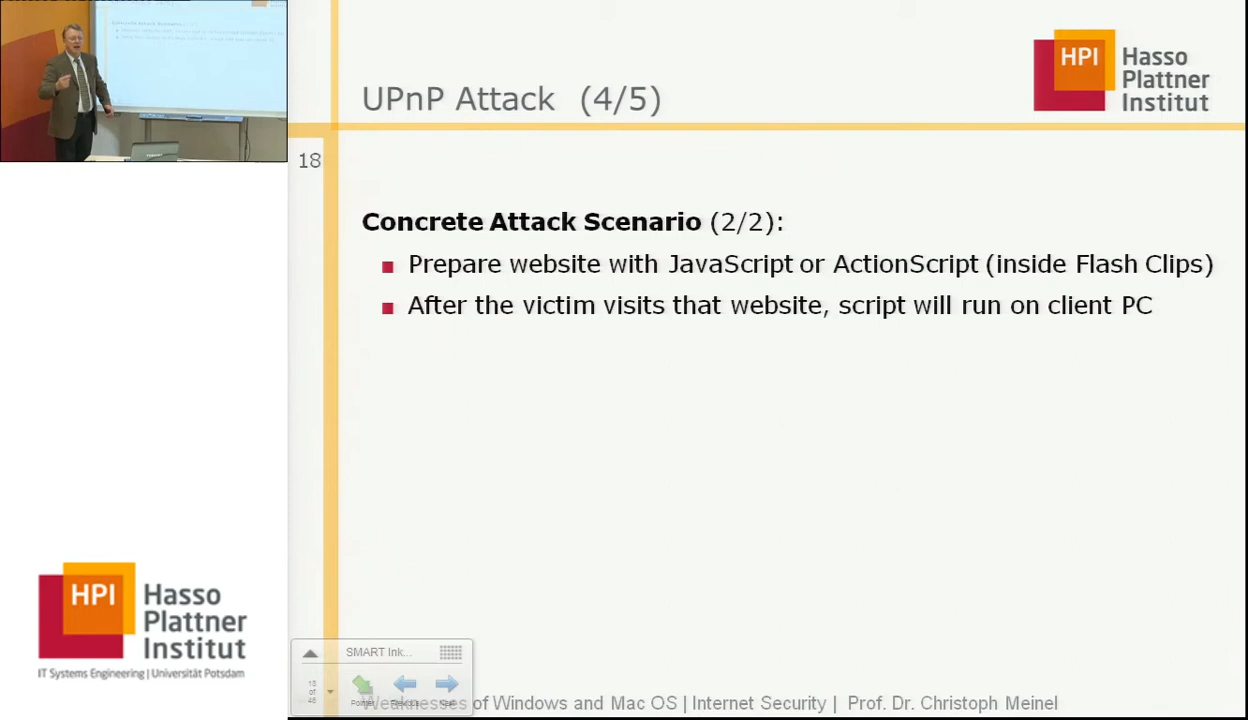 UPnP Attack (4/5)
HPI Hasso Plattner Institut
18
Concrete Attack Scenario (2/2):
Prepare website with JavaScript or ActionScript (inside Flash Clips)
After the victim visits that website, script will run on client PC
HPI Hasso Plattner Institut
IT Systems Engineering | Universität Potsdam
SMART Ink...
of
Weaknesses of Windows and Mac OS | Internet Security | Prof. Dr. Christoph Meinel